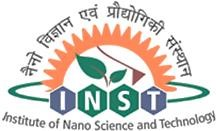 नैनो विज्ञान एवं प्रौद्योगिकी संस्थान
INST
Institute of Nano Science and Technology